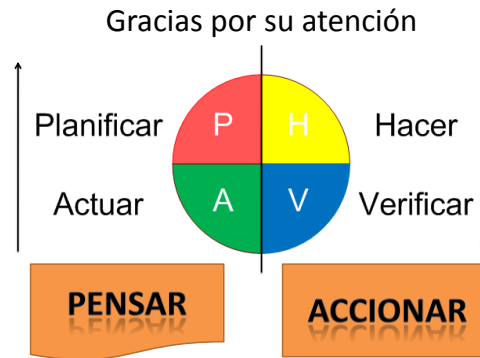 Gracias por su atención
Planificar P H Hacer
Actuar A V Verificar
PENSAR ACCIONAR